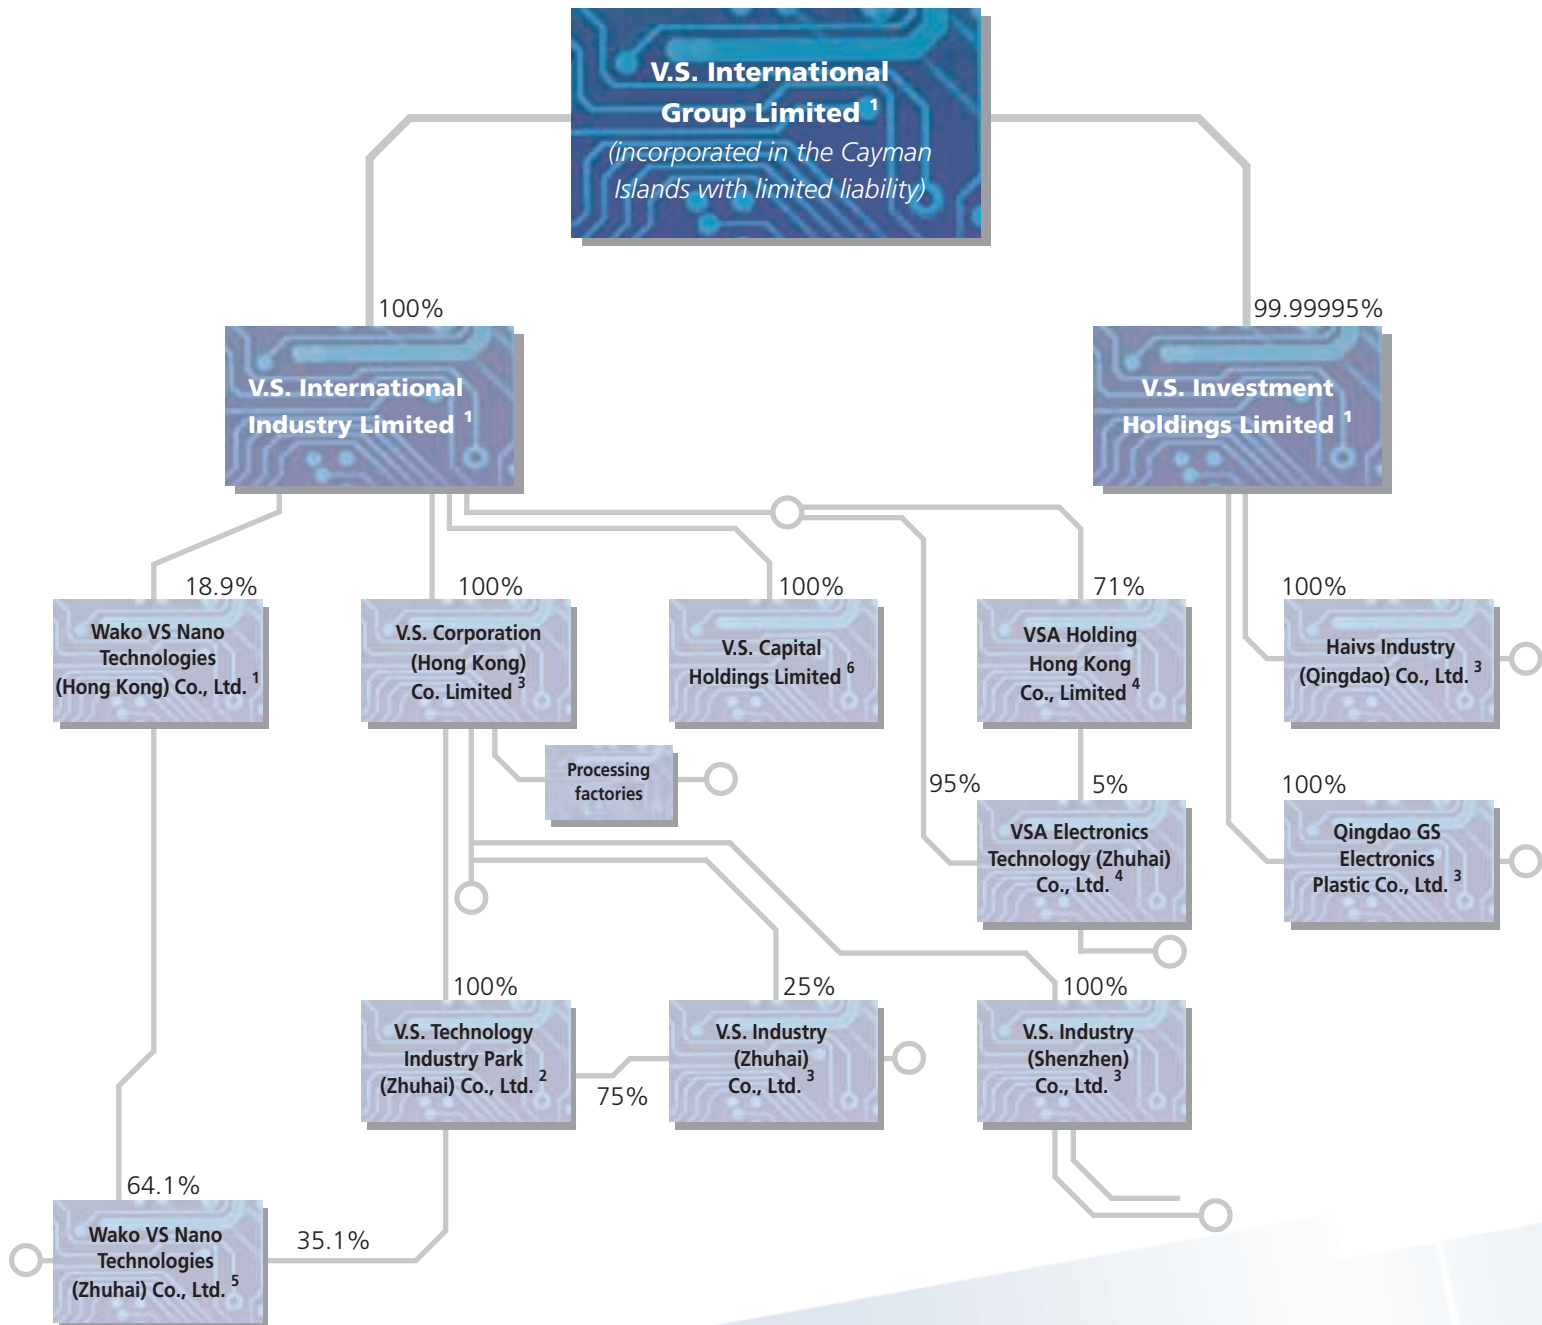 V.S. International
Group Limited 1
(incorporated in the Cayman
Islands with limited liability)
100%
99.99995%
V.S. International
Industry Limited 1
V.S. Investment
Holdings Limited 1
18.9%
100%
100%
71%
100%
Wako VS Nano
Technologies
(Hong Kong) Co., Ltd. 1
V.S. Corporation
(Hong Kong)
Co. Limited 3
V.S. Capital
Holdings Limited 6
VSA Holding
Hong Kong
Co., Limited 4
Haivs Industry
(Qingdao) Co., Ltd. 3
Processing
factories
95%
5%
100%
VSA Electronics
Technology (Zhuhai)
Co., Ltd. 4
Qingdao GS
Electronics
Plastic Co., Ltd. 3
100%
25%
100%
V.S. Technology
Industry Park
(Zhuhai) Co., Ltd. 2
75%
V.S. Industry
(Zhuhai)
Co., Ltd. 3
V.S. Industry
(Shenzhen)
Co., Ltd. 3
64.1%
35.1%
Wako VS Nano
Technologies
(Zhuhai) Co., Ltd. 5